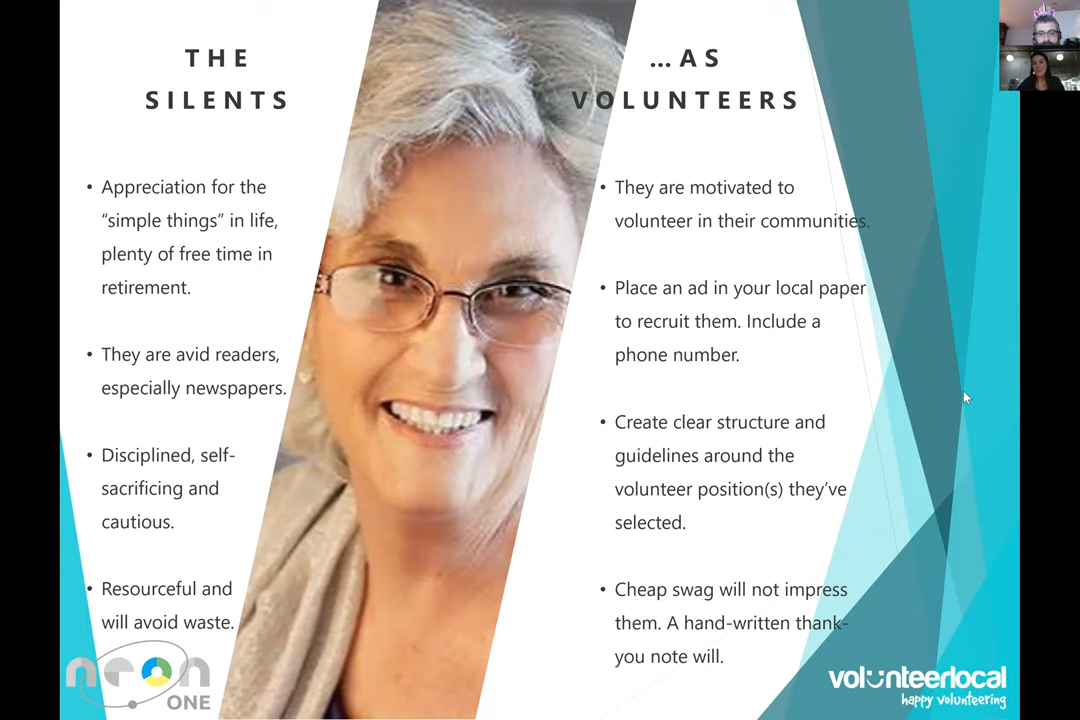 THE
SILENTS
• Appreciation for the
“simple things” in life,
plenty of free time in
retirement.
• They are avid readers,
especially newspapers.
• Disciplined, self-
sacrificing and
cautious.
• Resourceful and
will avoid waste.
neon
ONE
...AS
VOLUNTEERS
• They are motivated to
volunteer in their communities.
• Place an ad in your local paper
to recruit them. Include a
phone number.
• Create clear structure and
guidelines around the
volunteer position(s) they’ve
selected.
• Cheap swag will not impress
them. A hand-written thank-
you note will.
volunteerlocal
happy volunteering